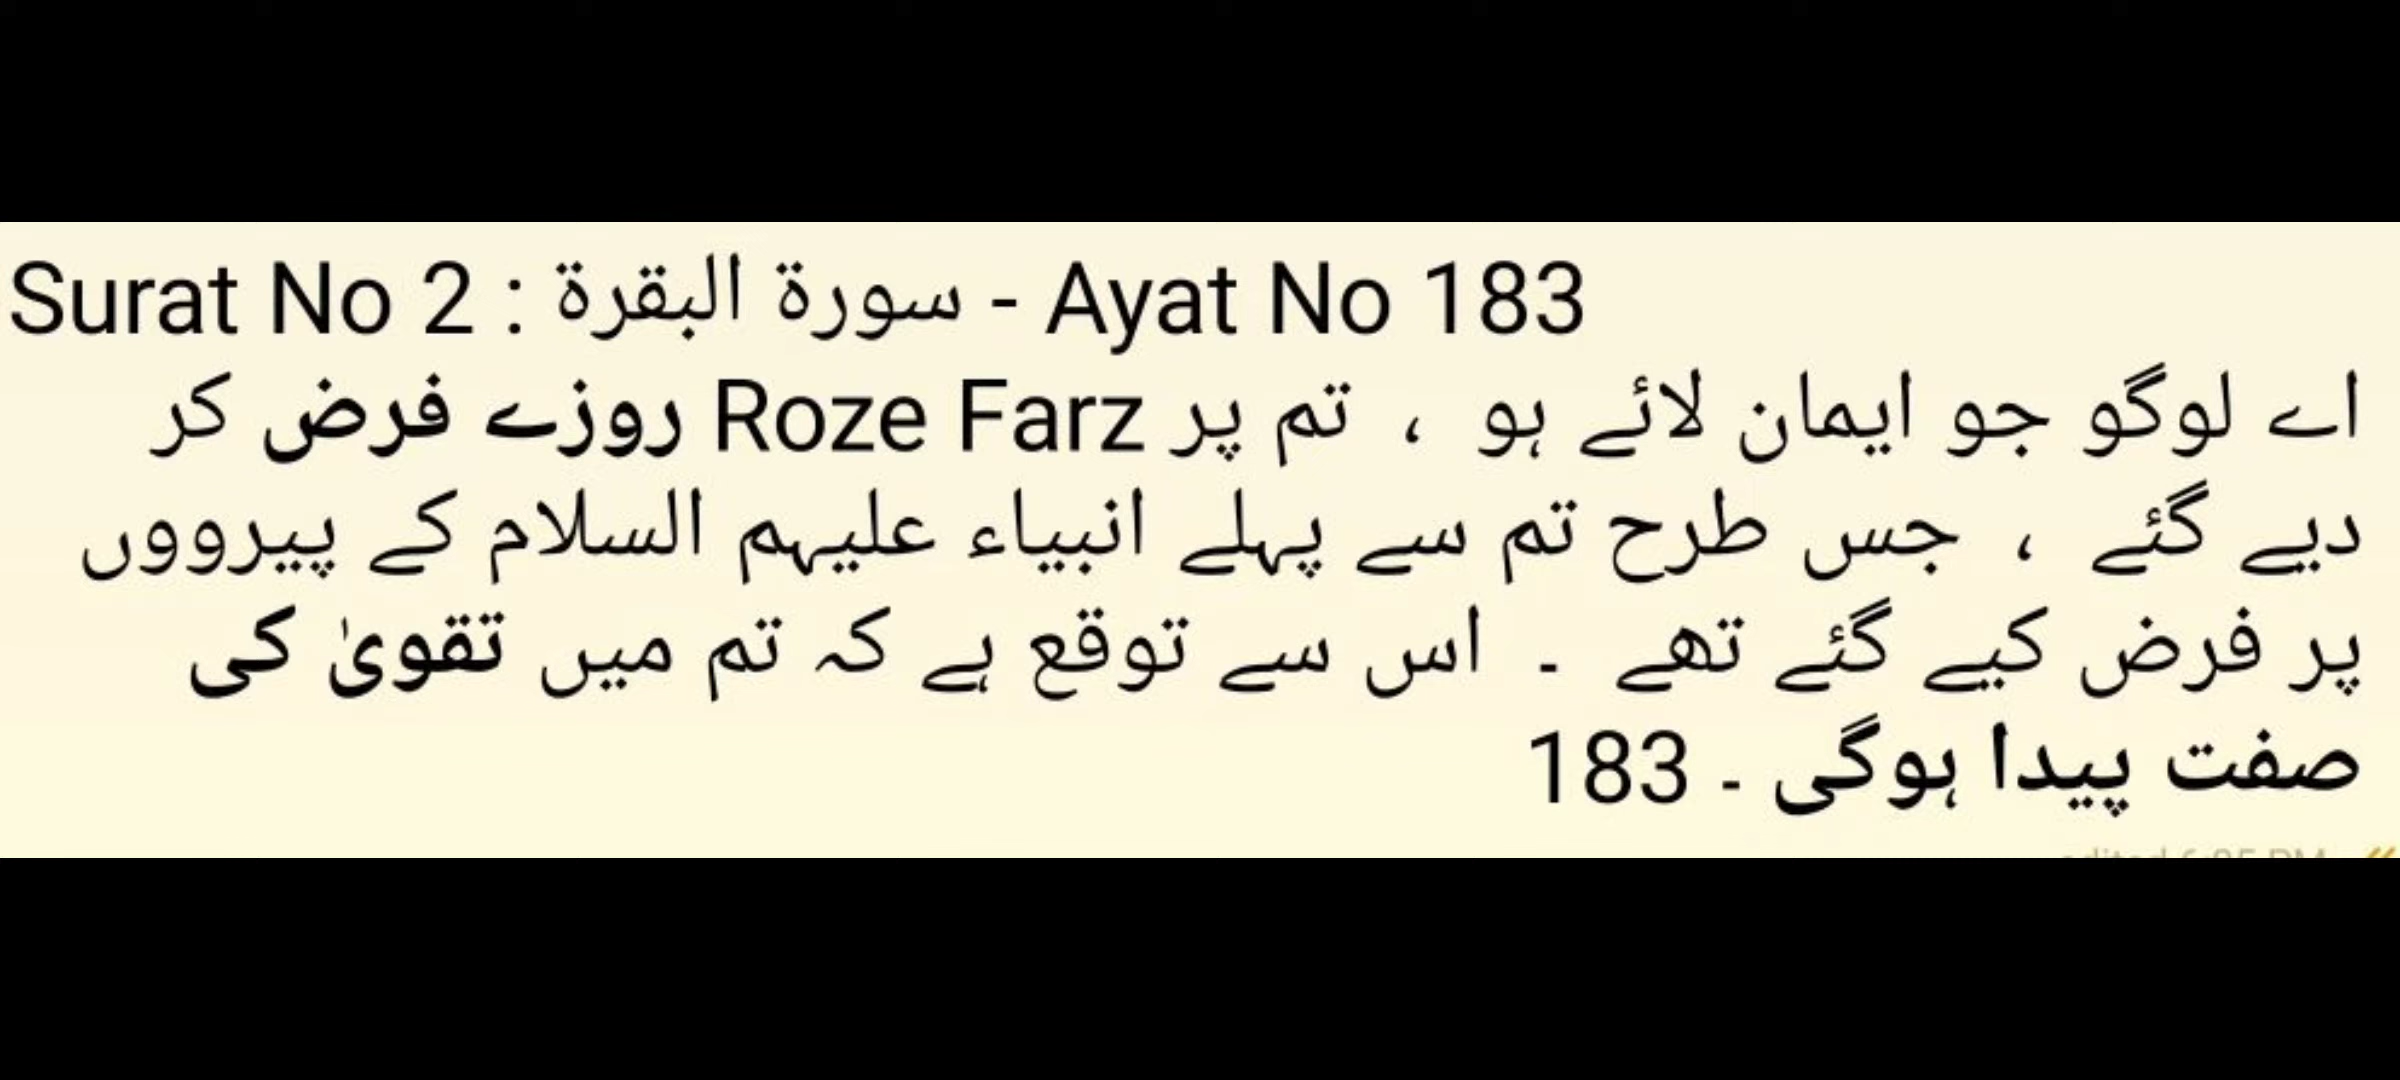 Surat No 2 : سورة البقرة - Ayat No 183
اے لوگو جو ایمان لائے ہو ، تم پر Roze Farz روزے فرض کر
دیے گئے ، جس طرح تم سے پہلے انبیاء علیہم السلام کے پیرووں
پر فرض کیے گئے تھے ۔ اس سے توقع ہے کہ تم میں تقویٰ کی
صفت پیدا ہوگی ۔ 183